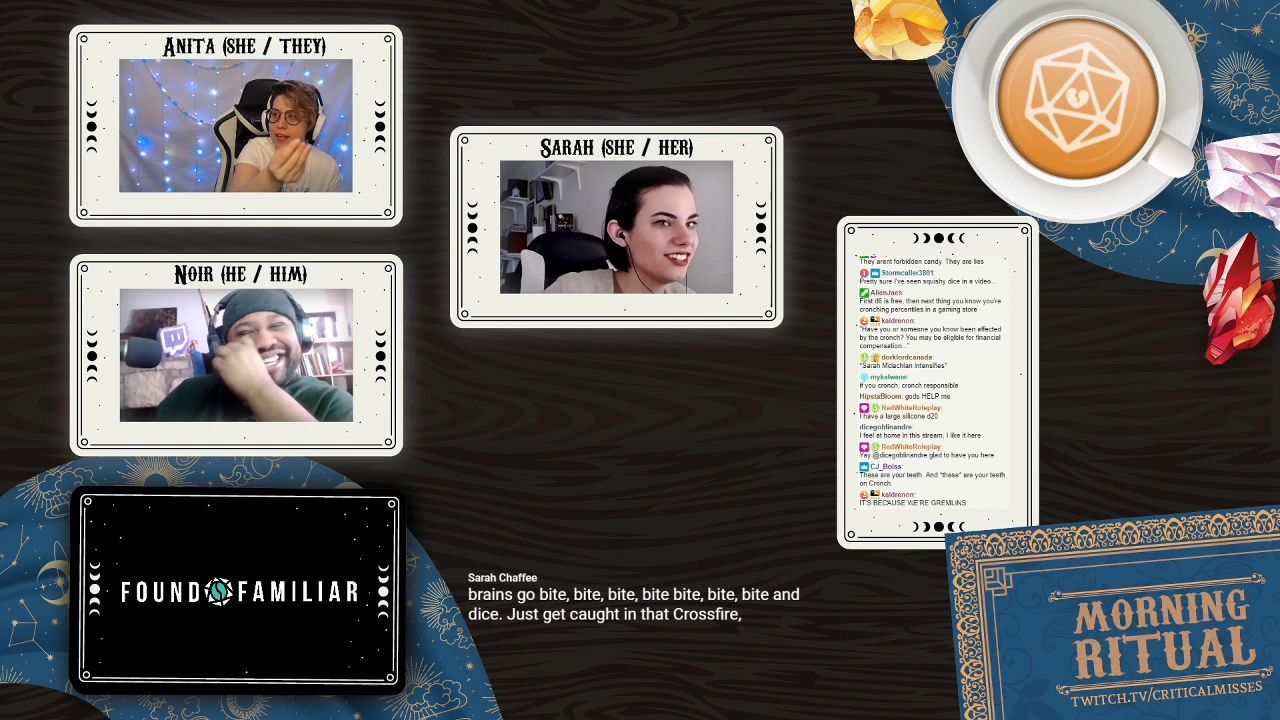 ANITA (SHE / THEY)
NOIR (HE / HIM)
SARAH (SHE / HER)
FOUND FAMILIAR
They arent forbidden candy. They are lies
Stormcaller3801:
Pretty sure I've seen squishy dice in a video...
AllenJaes:
First d6 is free, then next thing you know you're
cronching percentiles in a gaming store
kaldrenon:
"Have you or someone you know been affected
by the cronch? You may be eligible for financial
compensation..."
dorklordcanada:
*Sarah Mclachlan intensifies*
mykalwane:
if you cronch, cronch responsible
HipstaBloom: gods HELP me
RedWhiteRoleplay:
I have a large silicone d20
dicegoblinandre:
I feel at home in this stream, I like it here
RedWhiteRoleplay:
Yay @dicegoblinandre glad to have you here
CJ_Boiss:
These are your teeth. And *these* are your teeth
on Cronch.
kaldrenon:
IT'S BECAUSE WE'RE GREMLINS
Sarah Chaffee
brains go bite, bite, bite, bite bite, bite, bite and
dice. Just get caught in that Crossfire,
MORNING
RITUAL
TWITCH.TV/CRITICALMISSES